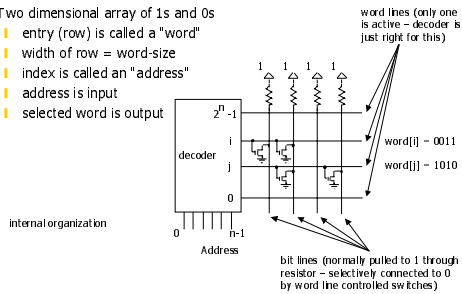 Two dimensional array of 1s and 0s
entry (row) is called a "word"
width of row = word-size
index is called an "address"
address is input
selected word is output
word lines (only one
is active – decoder is
just right for this)
1 1 1 1
2^n -1
i
decoder
j
0
word[i] = 0011
word[j] = 1010
internal organization
0 n-1
Address
bit lines (normally pulled to 1 through
resistor – selectively connected to 0
by word line controlled switches)